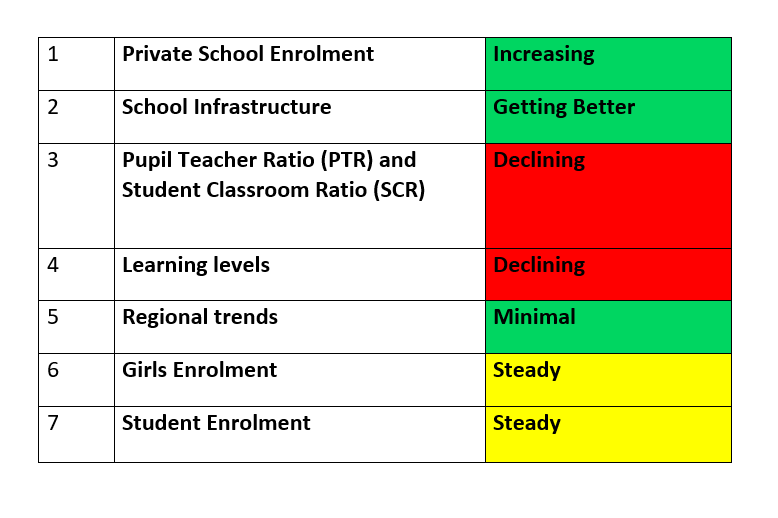 1 Private School Enrolment Increasing
2 School Infrastructure Getting Better
3 Pupil Teacher Ratio (PTR) and Declining
Student Classroom Ratio (SCR)
4 Learning levels Declining
5 Regional trends Minimal
6 Girls Enrolment Steady
7 Student Enrolment Steady